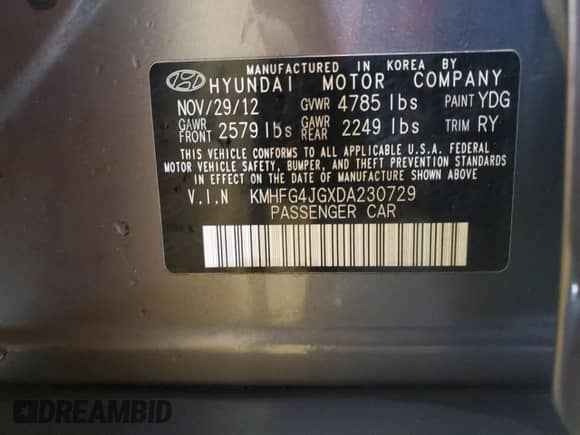 MANUFACTURED IN KOREA BY
HYUNDAI MOTOR COMPANY
NOV/29/12 GVWR 4785 lbs PAINT YDG
GAWR FRONT 2579 lbs GAWR REAR 2249 lbs TRIM RY
THIS VEHICLE CONFORMS TO ALL APPLICABLE U.S.A. FEDERAL
MOTOR VEHICLE SAFETY, BUMPER, AND THEFT PREVENTION STANDARDS
IN EFFECT ON THE DATE OF MANUFACTURE SHOWN ABOVE.
V.I.N KMHFG4JGXDA230729
PASSENGER CAR
DREAMBID